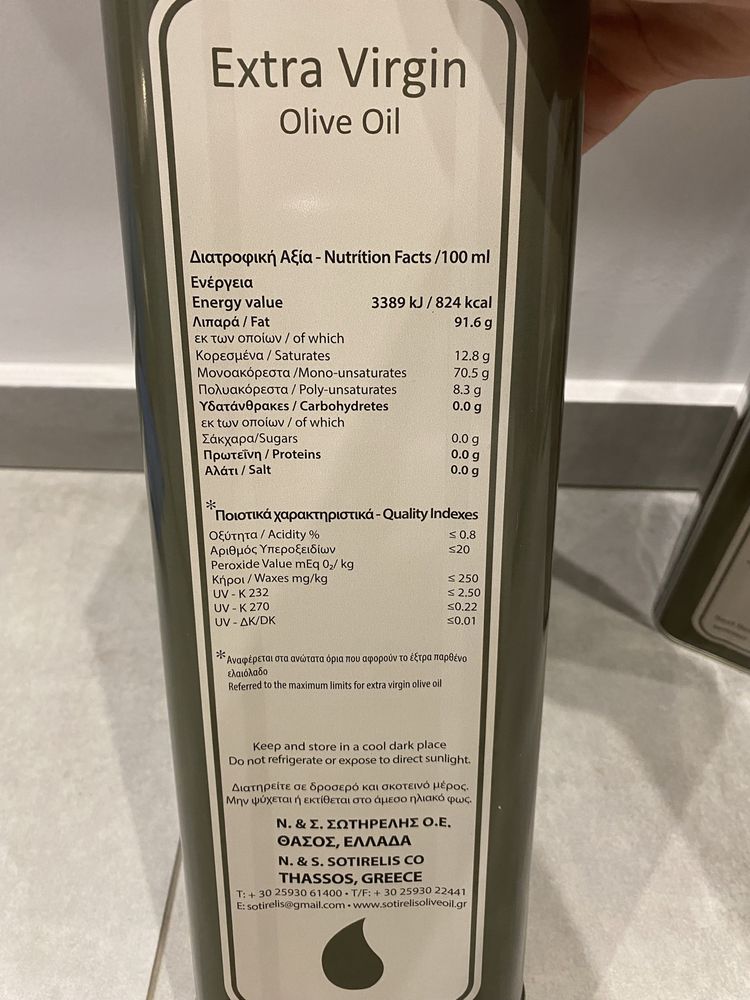 Extra Virgin
Olive Oil
Διατροφική Αξία - Nutrition Facts /100 ml
Ενέργεια
Energy value 3389 kJ / 824 kcal
Λιπαρά / Fat 91.6 g
εκ των οποίων / of which
Κορεσμένα / Saturates 12.8 g
Μονοακόρεστα /Mono-unsaturates 70.5 g
Πολυακόρεστα / Poly-unsaturates 8.3 g
Υδατάνθρακες / Carbohydretes 0.0 g
εκ των οποίων / of which
Σάκχαρα/Sugars 0.0 g
Πρωτεΐνη / Proteins 0.0 g
Αλάτι / Salt 0.0 g
*Ποιοτικά χαρακτηριστικά - Quality Indexes
Οξύτητα / Acidity % ≤ 0.8
Αριθμός Υπεροξειδίων ≤20
Peroxide Value mEq 0₂/ kg
Κήροι / Waxes mg/kg ≤ 250
UV - K 232 ≤ 2.50
UV - K 270 ≤0.22
UV - ΔΚ/DK ≤0.01
*Αναφέρεται στα ανώτατα όρια που αφορούν το έξτρα παρθένο
ελαιόλαδο
Referred to the maximum limits for extra virgin olive oil
Keep and store in a cool dark place
Do not refrigerate or expose to direct sunlight.
Διατηρείτε σε δροσερό και σκοτεινό μέρος.
Μην ψύχεται ή εκτίθεται στο άμεσο ηλιακό φως.
Ν. & Σ. ΣΩΤΗΡΕΛΗΣ Ο.Ε.
ΘΑΣΟΣ, ΕΛΛΑΔΑ
N. & S. SOTIRELIS CO
THASSOS, GREECE
T: + 30 25930 61400 • T/F: + 30 25930 22441
E: sotirelis@gmail.com • www.sotirelisoliveoil.gr